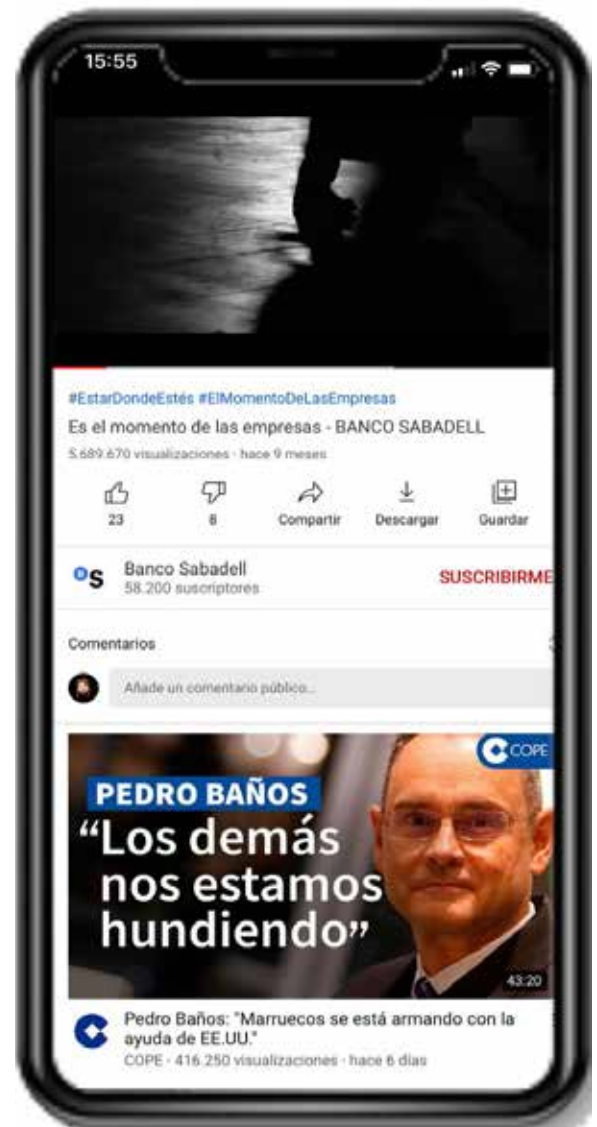 15:55
#EstarDondeEstés #ElMomentoDeLasEmpresas
Es el momento de las empresas - BANCO SABADELL
5.689.670 visualizaciones · hace 9 meses
23
8
Compartir
Descargar
Guardar
S
Banco Sabadell
58.200 suscriptores
SUSCRIBIRME
Comentarios
Añade un comentario público...
COPE
PEDRO BAÑOS
“Los demás
nos estamos
hundiendo”
43:20
Pedro Baños: "Marruecos se está armando con la
ayuda de EE.UU."
COPE · 416.250 visualizaciones · hace 6 días